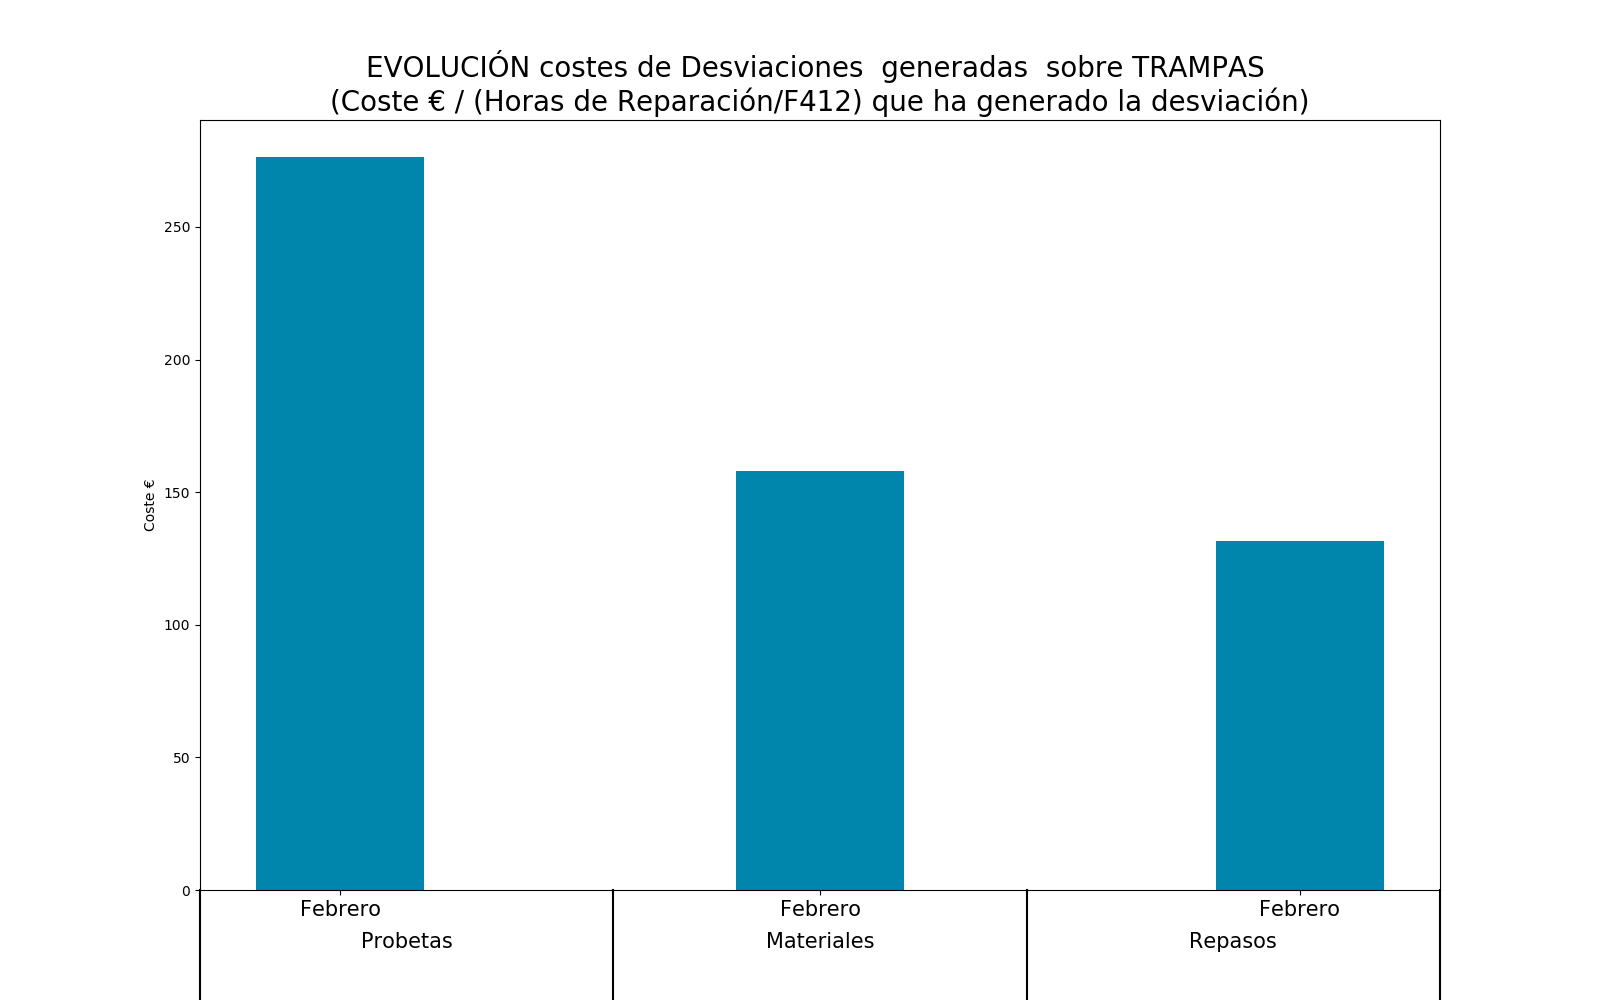 EVOLUCIÓN costes de Desviaciones  generadas  sobre TRAMPAS
(Coste € / (Horas de Reparación/F412) que ha generado la desviación)
250
200
150
100
50
0
Coste €
Febrero Febrero Febrero
Probetas Materiales Repasos